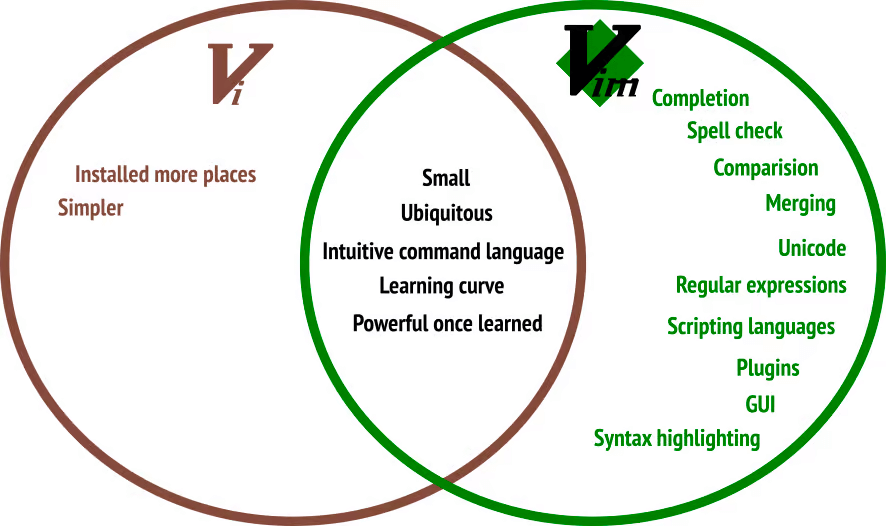 Vi
Installed more places
Simpler
Small
Ubiquitous
Intuitive command language
Learning curve
Powerful once learned
Vim
Completion
Spell check
Comparision
Merging
Unicode
Regular expressions
Scripting languages
Plugins
GUI
Syntax highlighting